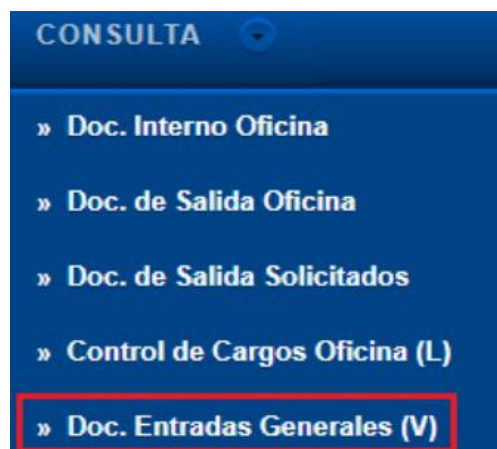 CONSULTA
» Doc. Interno Oficina
» Doc. de Salida Oficina
» Doc. de Salida Solicitados
» Control de Cargos Oficina (L)
» Doc. Entradas Generales (V)